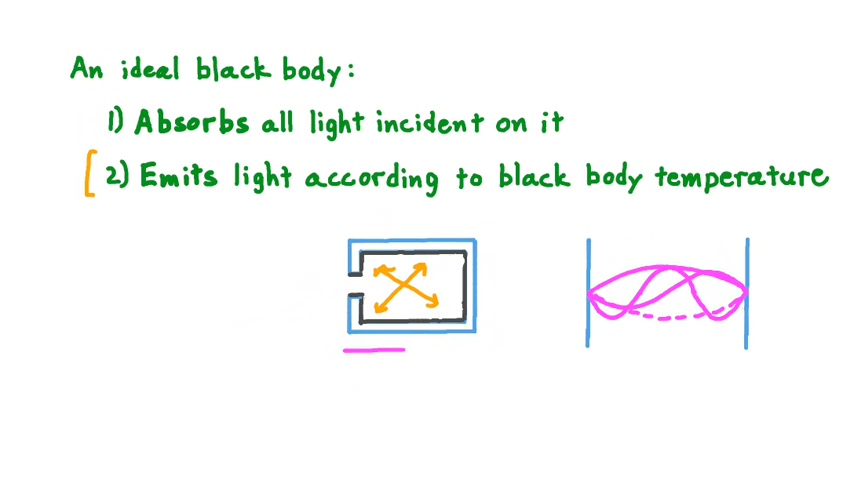 An ideal black body:
1) Absorbs all light incident on it
2) Emits light according to black body temperature